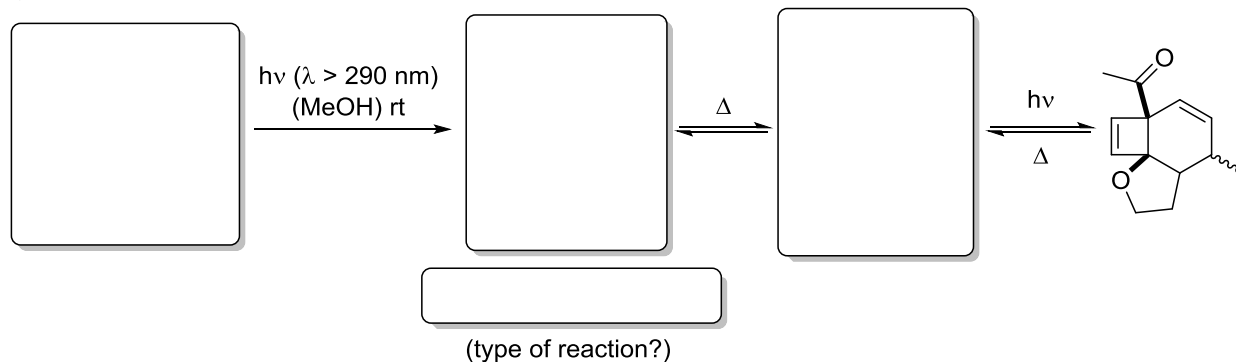 hν (λ > 290 nm)
(MeOH) rt
Δ
hν
Δ
O
O
(type of reaction?)